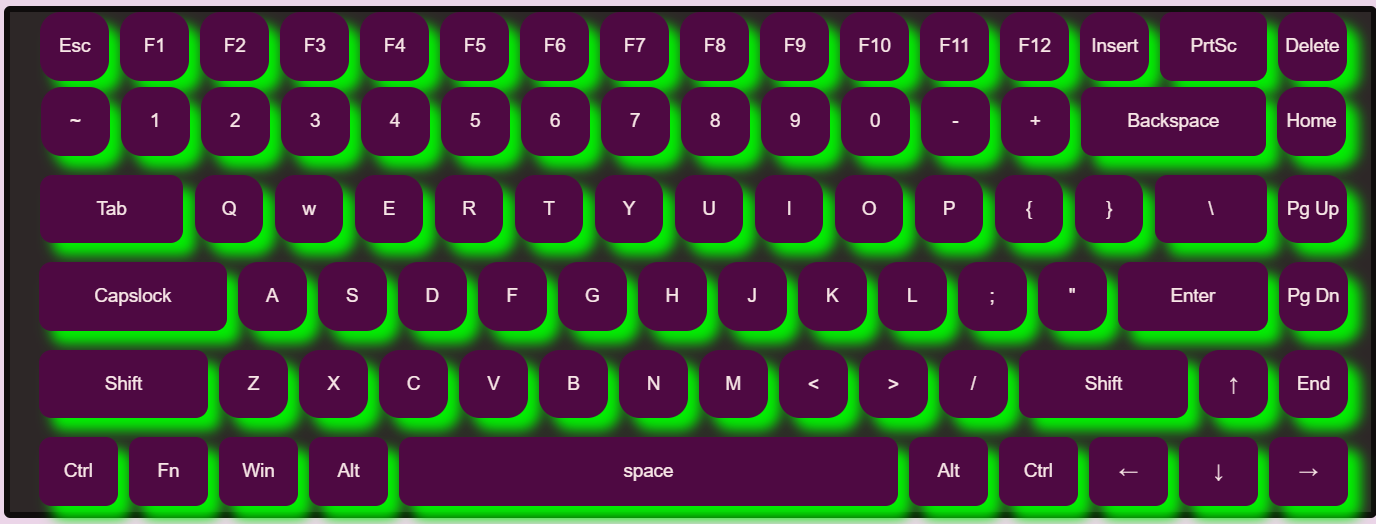 Esc F1 F2 F3 F4 F5 F6 F7 F8 F9 F10 F11 F12 Insert PrtSc Delete
~ 1 2 3 4 5 6 7 8 9 0 - + Backspace Home
Tab Q w E R T Y U I O P { } \ Pg Up
Capslock A S D F G H J K L ; " Enter Pg Dn
Shift Z X C V B N M < > / Shift ↑ End
Ctrl Fn Win Alt space Alt Ctrl ← ↓ →